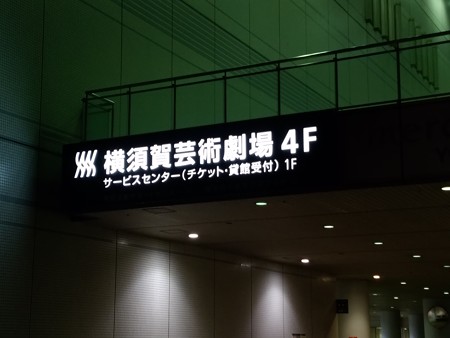 横須賀芸術劇場 4F
サービスセンター(チケット・貸館受付) 1F